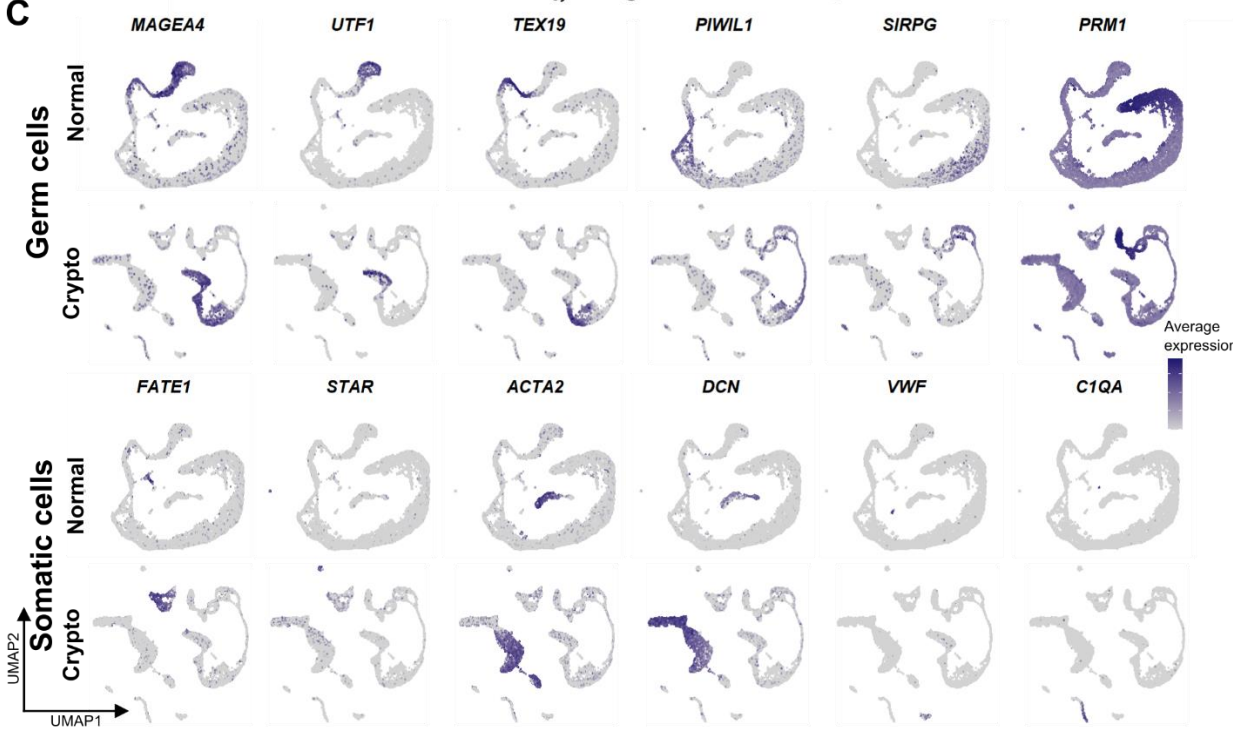 C
MAGEA4 UTF1 TEX19 PIWIL1 SIRPG PRM1
Germ cells
Normal
Crypto
Average
expression
FATE1 STAR ACTA2 DCN VWF C1QA
Somatic cells
Normal
Crypto
UMAP2
UMAP1